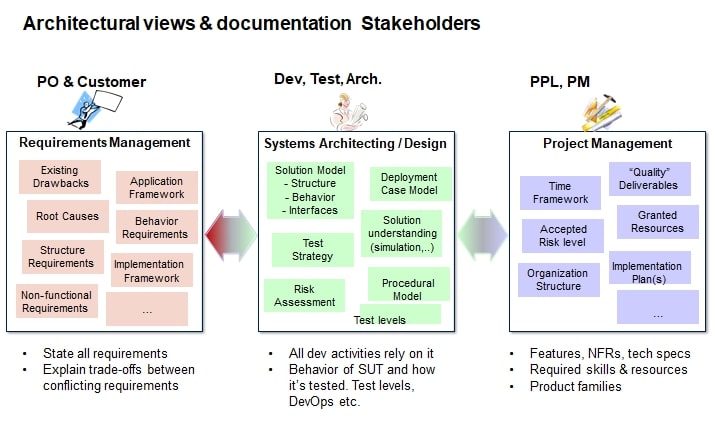 Architectural views & documentation Stakeholders
PO & Customer
Requirements Management
Existing
Drawbacks
Application
Framework
Root Causes
Behavior
Requirements
Structure
Requirements
Implementation
Framework
Non-functional
Requirements
...
• State all requirements
• Explain trade-offs between
conflicting requirements
Dev, Test, Arch.
Systems Architecting / Design
Solution Model
- Structure
- Behavior
- Interfaces
Deployment
Case Model
Solution
understanding
(simulation,..)
Test
Strategy
Risk
Assessment
Procedural
Model
Test levels
• All dev activities rely on it
• Behavior of SUT and how
it's tested. Test levels,
DevOps etc.
PPL, PM
Project Management
Time
Framework
“Quality”
Deliverables
Accepted
Risk level
Granted
Resources
Organization
Structure
Implementation
Plan(s)
...
• Features, NFRs, tech specs
• Required skills & resources
• Product families